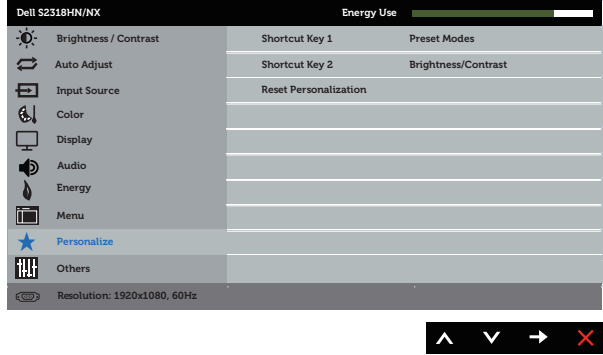 Dell S2318HN/NX Energy Use
Brightness / Contrast Shortcut Key 1 Preset Modes
Auto Adjust Shortcut Key 2 Brightness/Contrast
Input Source Reset Personalization
Color
Display
Audio
Energy
Menu
Personalize
Others
Resolution: 1920x1080, 60Hz